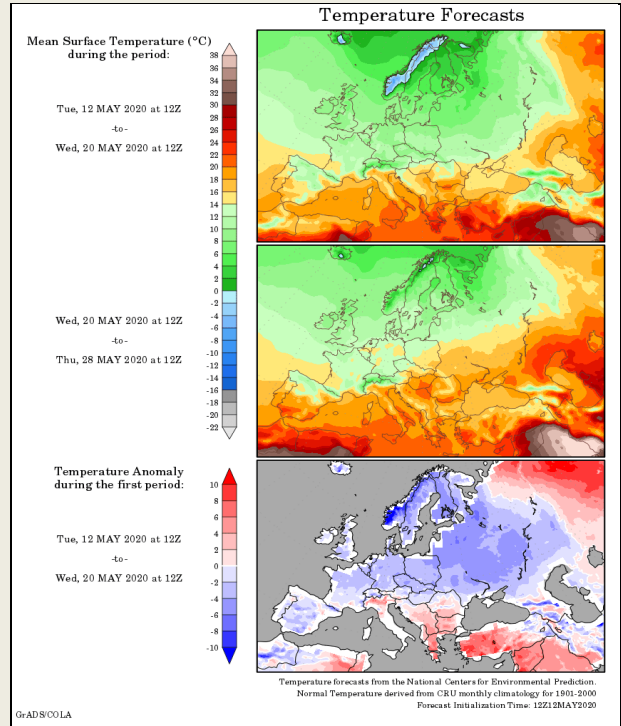 Temperature Forecasts
Mean Surface Temperature (°C)
during the period:
Tue, 12 MAY 2020 at 12Z
-to-
Wed, 20 MAY 2020 at 12Z
38
36
34
32
30
28
26
24
22
20
18
16
14
12
10
8
6
4
2
0
-2
-4
-6
-8
-10
-12
-14
-16
-18
-20
-22
Wed, 20 MAY 2020 at 12Z
-to-
Thu, 28 MAY 2020 at 12Z
Temperature Anomaly
during the first period:
Tue, 12 MAY 2020 at 12Z
-to-
Wed, 20 MAY 2020 at 12Z
10
8
6
4
2
0
-2
-4
-6
-8
-10
Temperature forecasts from the National Centers for Environmental Prediction.
Normal Temperature derived from CRU monthly climatology for 1901-2000
Forecast Initialization Time: 12Z12MAY2020
GrADS/COLA